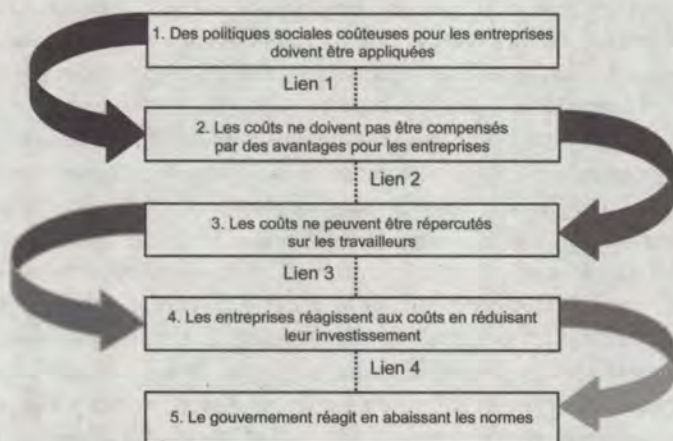 1. Des politiques sociales coûteuses pour les entreprises
doivent être appliquées
Lien 1
2. Les coûts ne doivent pas être compensés
par des avantages pour les entreprises
Lien 2
3. Les coûts ne peuvent être répercutés
sur les travailleurs
Lien 3
4. Les entreprises réagissent aux coûts en réduisant
leur investissement
Lien 4
5. Le gouvernement réagit en abaissant les normes